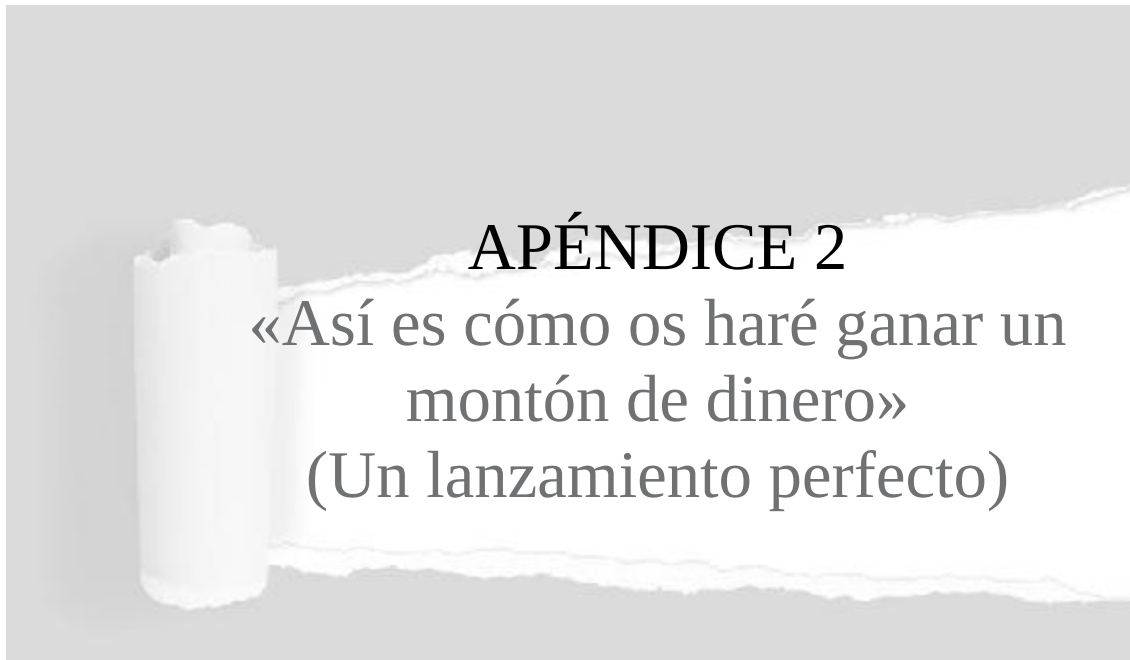 APÉNDICE 2
«Así es cómo os haré ganar un
montón de dinero»
(Un lanzamiento perfecto)